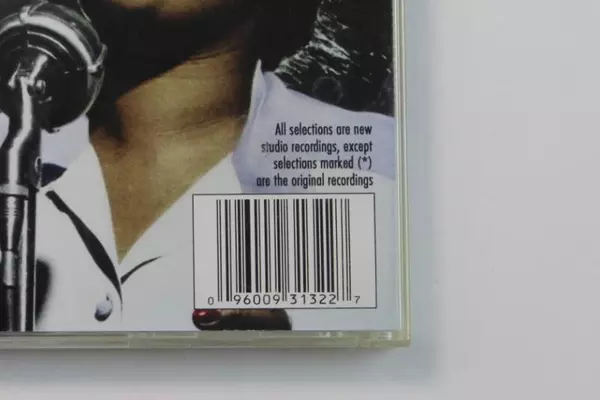 All selections are new
studio recordings, except
selections marked (*)
are the original recordings
0 96009 31322 7